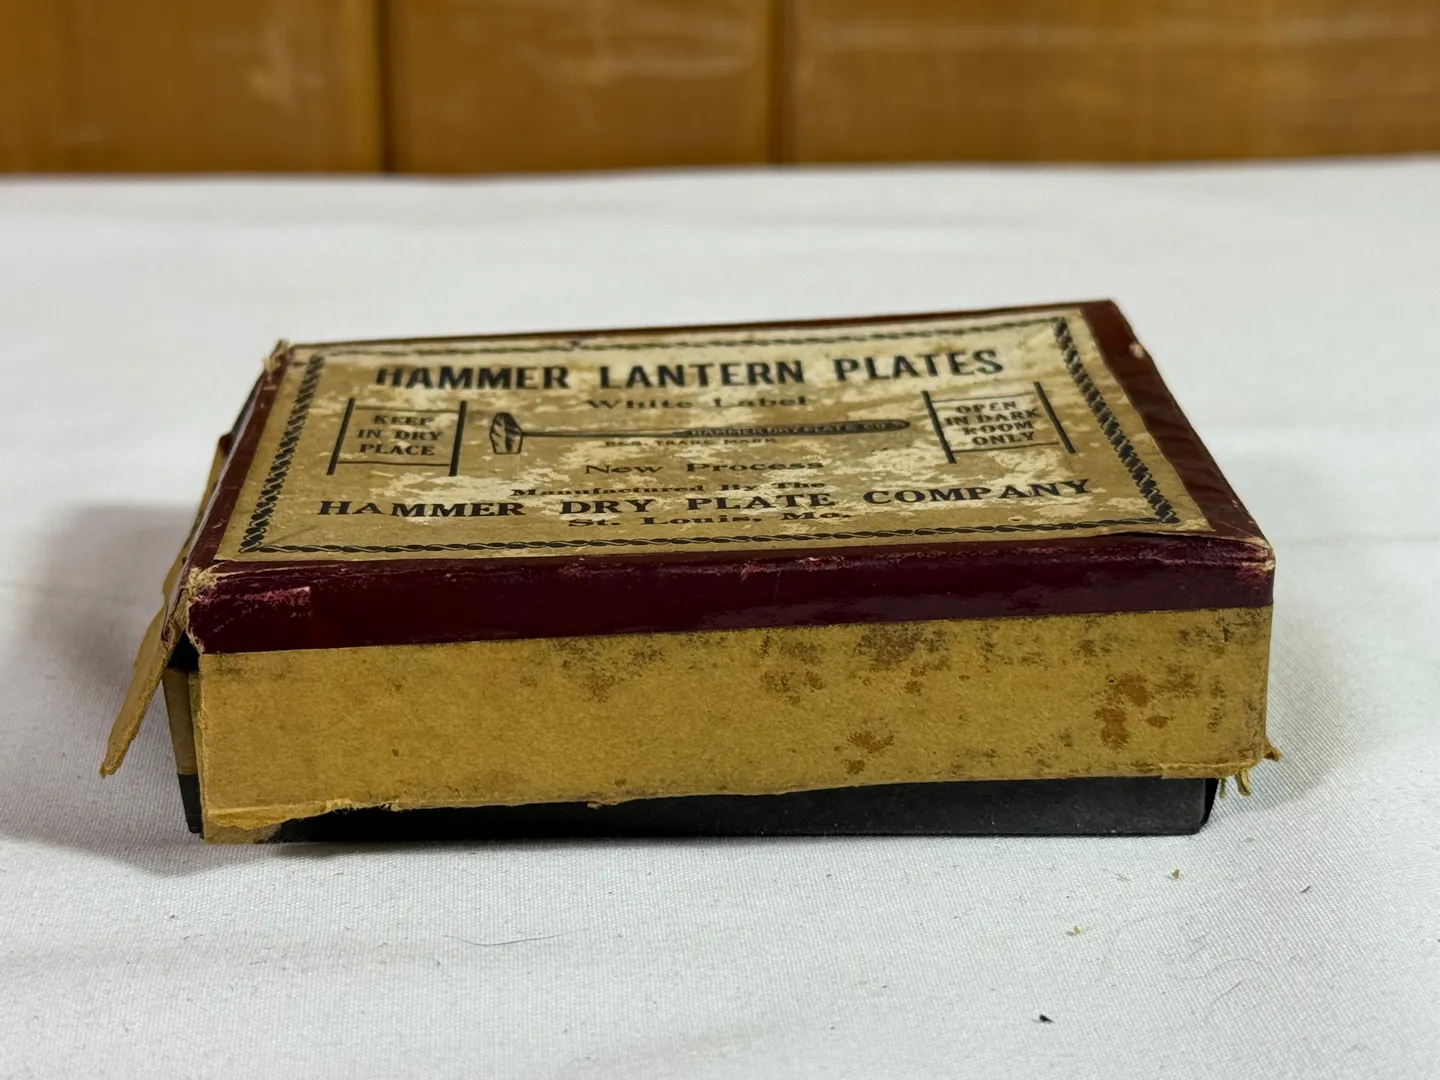 HAMMER LANTERN PLATES
White Label
KEEP
IN DRY
PLACE
HAMMER DRY PLATE CO
REG. TRADE MARK
OPEN
IN DARK
ROOM
ONLY
New Process
Manufactured By The
HAMMER DRY PLATE COMPANY
St. Louis, Mo.